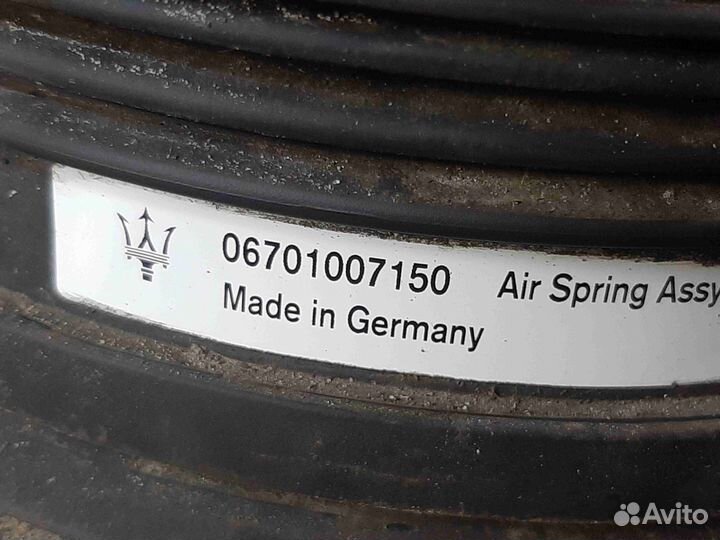 06701007150 Air Spring Assy
Made in Germany
Avito